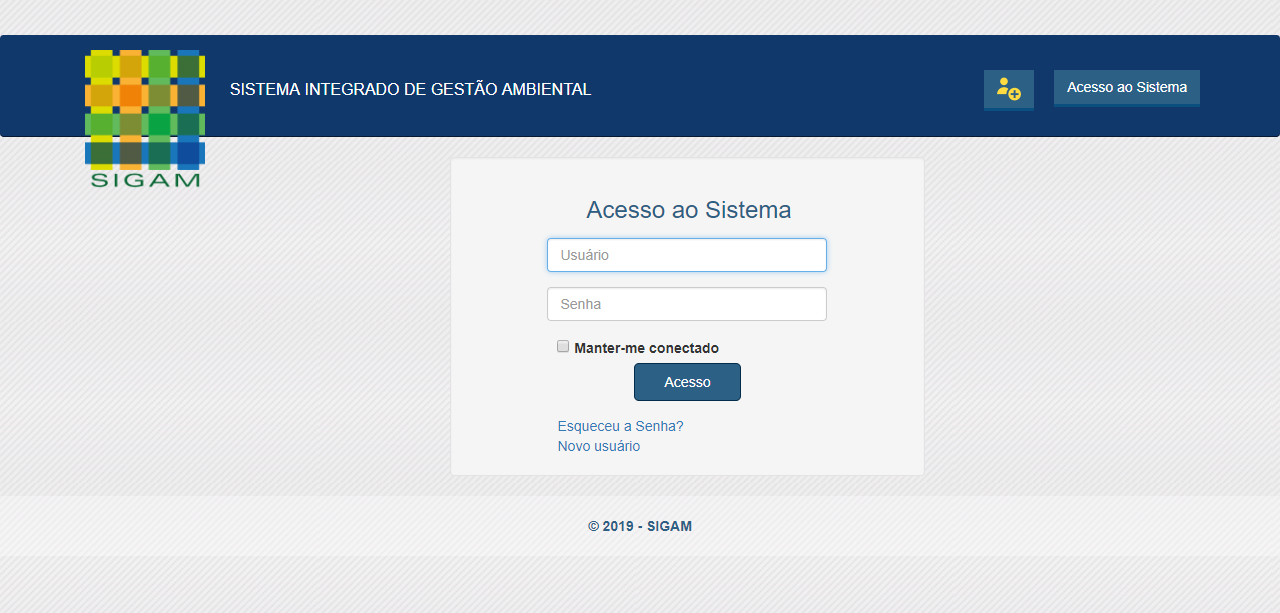 SIGAM
SISTEMA INTEGRADO DE GESTÃO AMBIENTAL
Acesso ao Sistema
Acesso ao Sistema
Usuário
Senha
Manter-me conectado
Acesso
Esqueceu a Senha?
Novo usuário
© 2019 - SIGAM